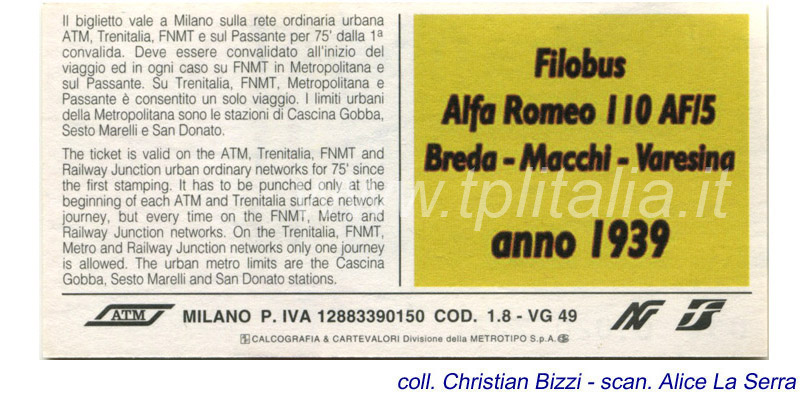 Il biglietto vale a Milano sulla rete ordinaria urbana
ATM, Trenitalia, FNMT e sul Passante per 75' dalla 1ª
convalida. Deve essere convalidato all'inizio del
viaggio ed in ogni caso su FNMT in Metropolitana e
sul Passante. Su Trenitalia, FNMT, Metropolitana e
Passante è consentito un solo viaggio. I limiti urbani
della Metropolitana sono le stazioni di Cascina Gobba,
Sesto Marelli e San Donato.
The ticket is valid on the ATM, Trenitalia, FNMT and
Railway Junction urban ordinary networks for 75' since
the first stamping. It has to be punched only at the
beginning of each ATM and Trenitalia surface network
journey, but every time on the FNMT, Metro and
Railway Junction networks. On the Trenitalia, FNMT,
Metro and Railway Junction networks only one journey
is allowed. The urban metro limits are the Cascina
Gobba, Sesto Marelli and San Donato stations.
Filobus
Alfa Romeo 110 AF/5
Breda - Macchi - Varesina
anno 1939
www.tplitalia.it
ATM MILANO P. IVA 12883390150 COD. 1.8 - VG 49
CALCOGRAFIA & CARTEVALORI Divisione della METROTIPO S.p.A.
coll. Christian Bizzi - scan. Alice La Serra